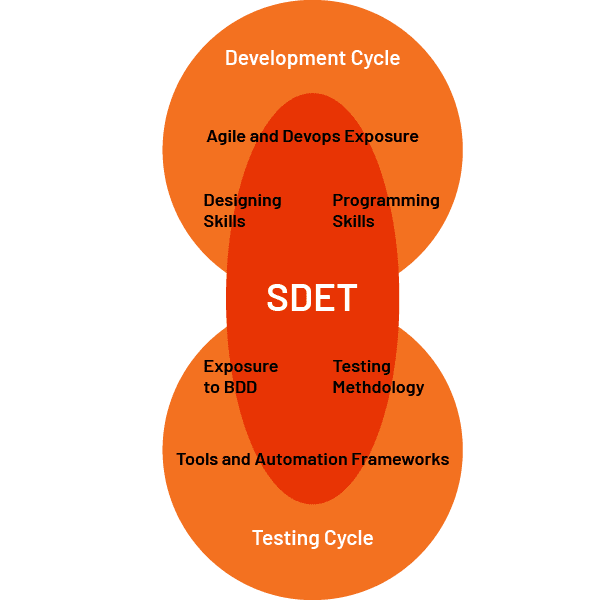 Development Cycle
Agile and Devops Exposure
Designing
Skills
Programming
Skills
SDET
Exposure
to BDD
Testing
Methdology
Tools and Automation Frameworks
Testing Cycle